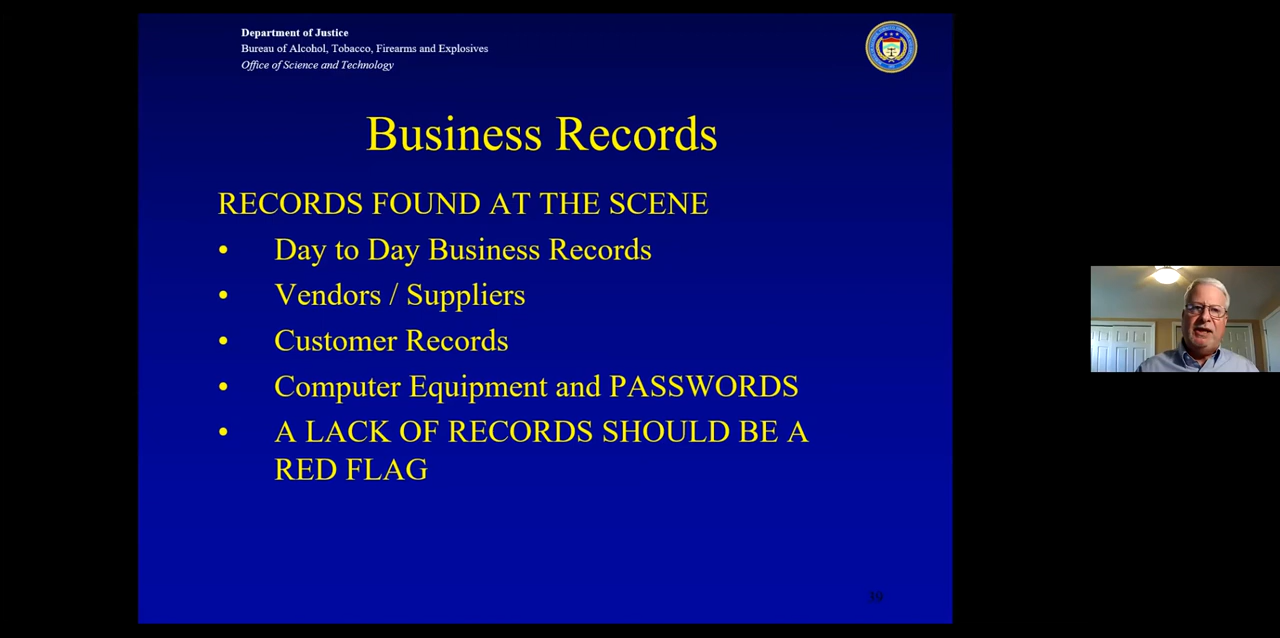 Department of Justice
Bureau of Alcohol, Tobacco, Firearms and Explosives
Office of Science and Technology
Business Records
RECORDS FOUND AT THE SCENE
• Day to Day Business Records
• Vendors / Suppliers
• Customer Records
• Computer Equipment and PASSWORDS
• A LACK OF RECORDS SHOULD BE A
RED FLAG